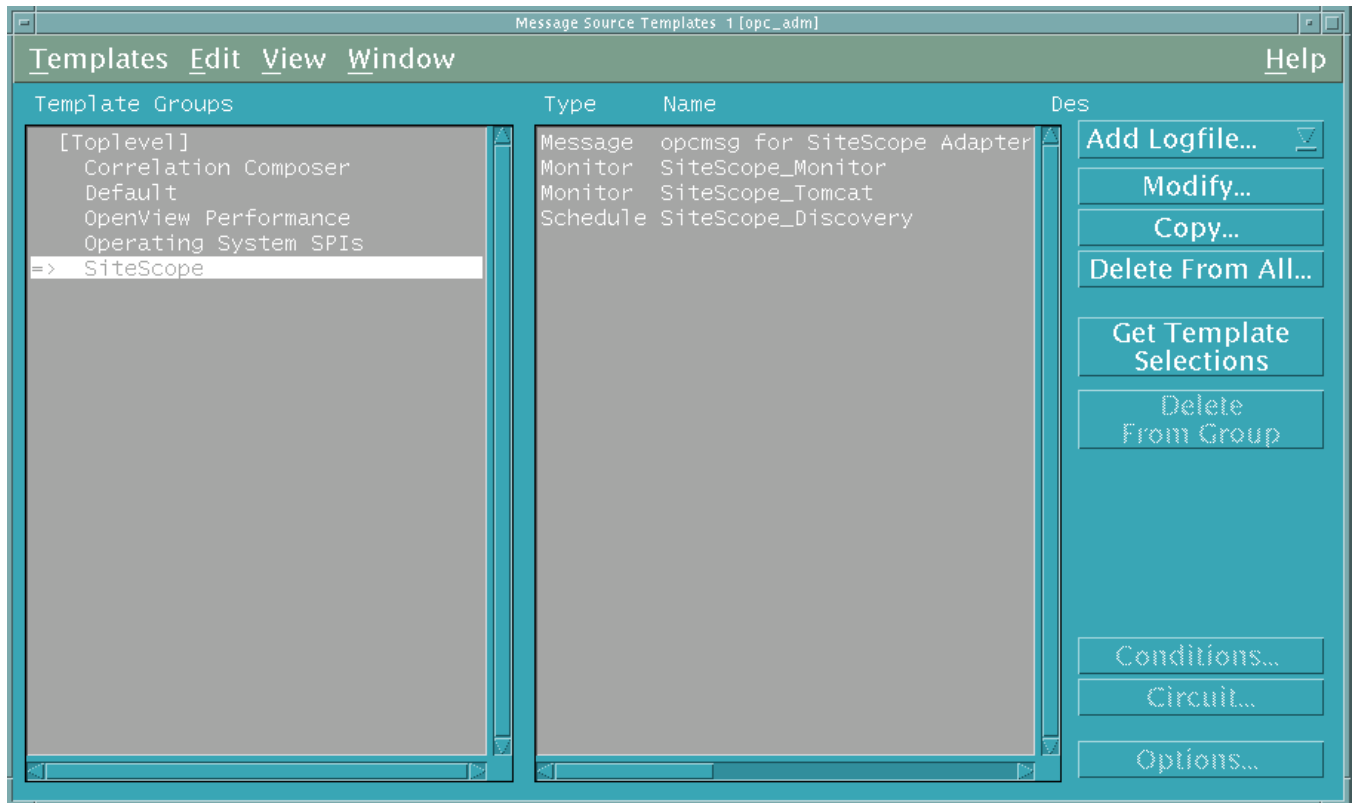 Message Source Templates 1 [opc_adm]
Templates Edit View Window Help
Template Groups
[Toplevel]
Correlation Composer
Default
OpenView Performance
Operating System SPIs
=> SiteScope
Type Name Des
Message opcmsg for SiteScope Adapter
Monitor SiteScope_Monitor
Monitor SiteScope_Tomcat
Schedule SiteScope_Discovery
Add Logfile...
Modify...
Copy...
Delete From All...
Get Template
Selections
Delete
From Group
Conditions...
Circuit...
Options...